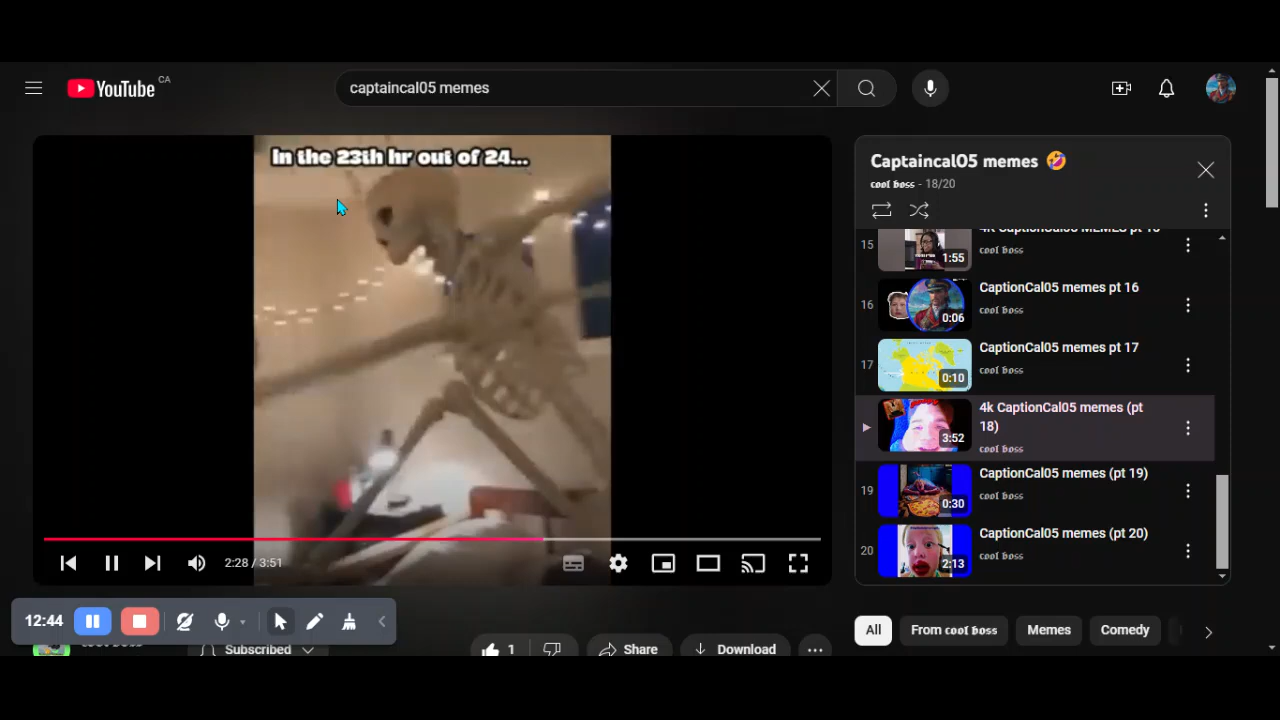 YouTube CA
captaincal05 memes
In the 23th hr out of 24...
2:28 / 3:51
12:44
Subscribed
1
Share
Download
Captaincal05 memes 🤣
cool boss - 18/20
15
1:55
cool boss
16
0:06
CaptionCal05 memes pt 16
cool boss
17
0:10
CaptionCal05 memes pt 17
cool boss
3:52
4k CaptionCal05 memes (pt
18)
cool boss
19
0:30
CaptionCal05 memes (pt 19)
cool boss
20
2:13
CaptionCal05 memes (pt 20)
cool boss
All
From cool boss
Memes
Comedy